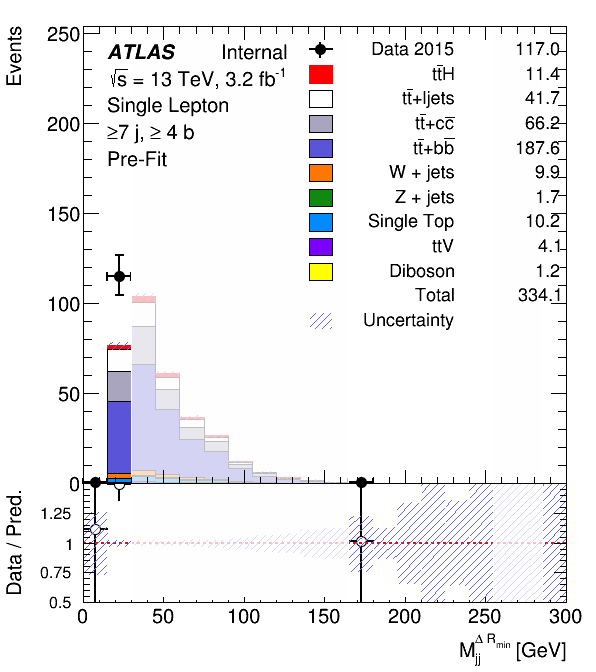 Events
250
200
150
100
50
0
ATLAS Internal
√s = 13 TeV, 3.2 fb-1
Single Lepton
≥7 j, ≥ 4 b
Pre-Fit
Data 2015 117.0
tt̄H 11.4
tt̄+ljets 41.7
tt̄+cc̄ 66.2
tt̄+bb̄ 187.6
W + jets 9.9
Z + jets 1.7
Single Top 10.2
ttV 4.1
Diboson 1.2
Total 334.1
Uncertainty
Data / Pred.
1.25
1
0.75
0.5
0 50 100 150 200 250 300
M_jj^Δ R_min [GeV]